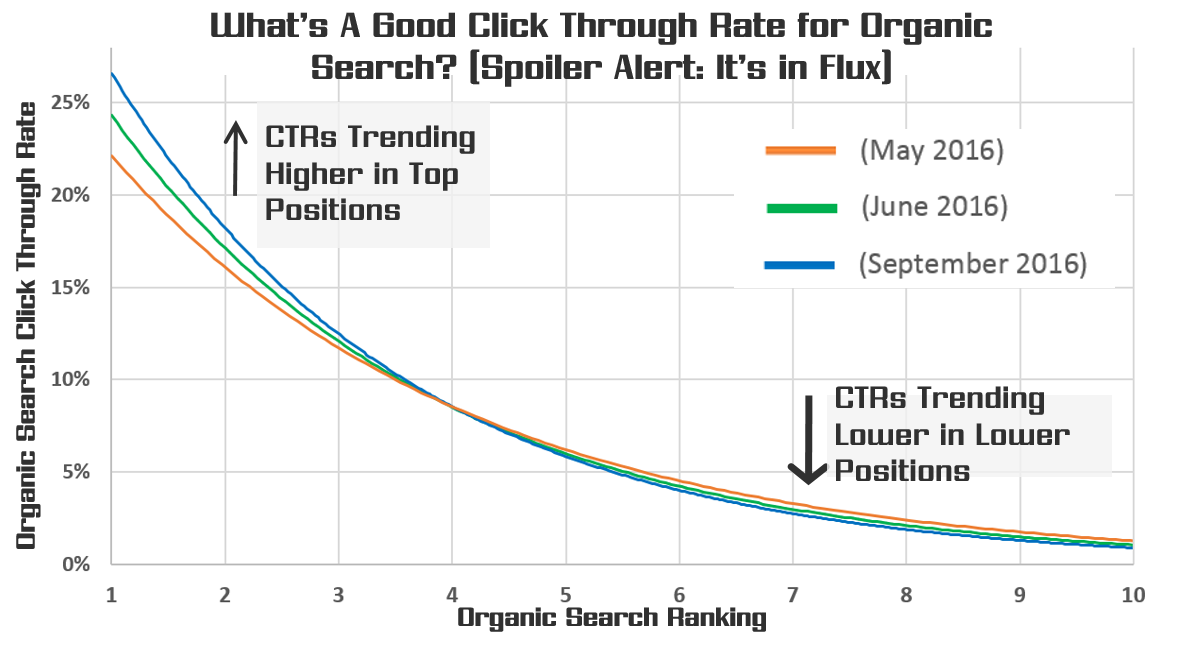 What's A Good Click Through Rate for Organic
Search? (Spoiler Alert: It's in Flux)
Organic Search Click Through Rate
25%
20%
15%
10%
5%
0%
CTRs Trending
Higher in Top
Positions
(May 2016)
(June 2016)
(September 2016)
CTRs Trending
Lower in Lower
Positions
1 2 3 4 5 6 7 8 9 10
Organic Search Ranking